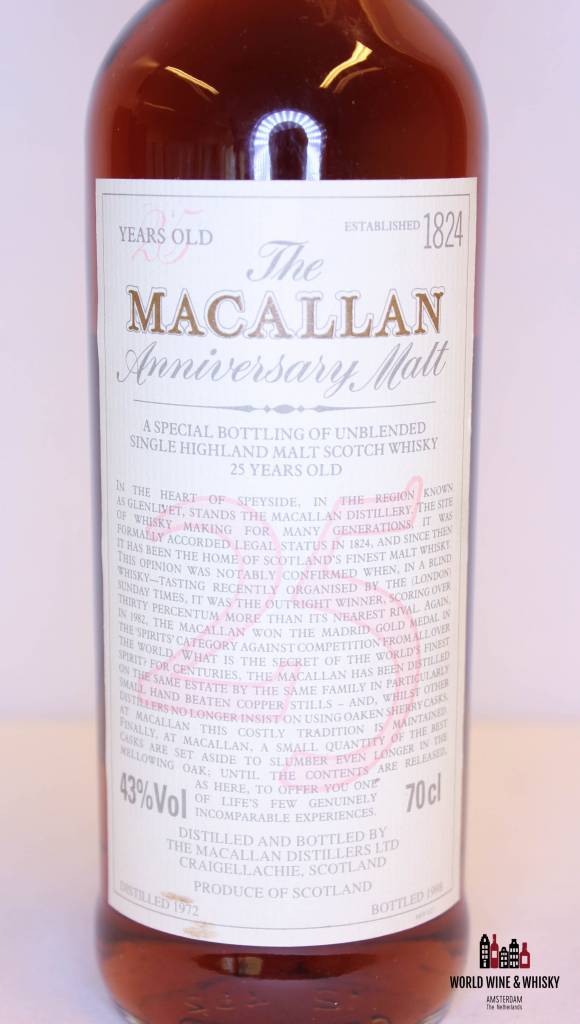 25
YEARS OLD
ESTABLISHED 1824
The
MACALLAN
Anniversary Malt
A SPECIAL BOTTLING OF UNBLENDED
SINGLE HIGHLAND MALT SCOTCH WHISKY
25 YEARS OLD
25
IN THE HEART OF SPEYSIDE, IN THE REGION KNOWN
AS GLENLIVET, STANDS THE MACALLAN DISTILLERY. THE SITE
OF WHISKY MAKING FOR MANY GENERATIONS, IT WAS
FORMALLY ACCORDED LEGAL STATUS IN 1824, AND SINCE THEN
IT HAS BEEN THE HOME OF SCOTLAND'S FINEST MALT WHISKY.
THIS OPINION WAS NOTABLY CONFIRMED WHEN, IN A BLIND
WHISKY—TASTING RECENTLY ORGANISED BY THE (LONDON)
SUNDAY TIMES, IT WAS THE OUTRIGHT WINNER, SCORING OVER
THIRTY PERCENTUM MORE THAN ITS NEAREST RIVAL. AGAIN,
IN 1982, THE MACALLAN WON THE MADRID GOLD MEDAL IN
THE 'SPIRITS' CATEGORY AGAINST COMPETITION FROM ALL OVER
THE WORLD. WHAT IS THE SECRET OF THE WORLD'S FINEST
SPIRIT? FOR CENTURIES, THE MACALLAN HAS BEEN DISTILLED
ON THE SAME ESTATE BY THE SAME FAMILY IN PARTICULARLY
SMALL HAND BEATEN COPPER STILLS – AND, WHILST OTHER
DISTILLERS NO LONGER INSIST ON USING OAKEN SHERRY CASKS,
AT MACALLAN THIS COSTLY TRADITION IS MAINTAINED.
FINALLY, AT MACALLAN, A SMALL QUANTITY OF THE BEST
CASKS ARE SET ASIDE TO SLUMBER EVEN LONGER IN THE
MELLOWING OAK; UNTIL THE CONTENTS ARE RELEASED,
AS HERE, TO OFFER YOU ONE
OF LIFE'S FEW GENUINELY
INCOMPARABLE EXPERIENCES.
43%Vol
70cl
DISTILLED AND BOTTLED BY
THE MACALLAN DISTILLERS LTD
CRAIGELLACHIE, SCOTLAND
PRODUCE OF SCOTLAND
DISTILLED 1972
BOTTLED 1998
WORLD WINE & WHISKY
AMSTERDAM
The Netherlands